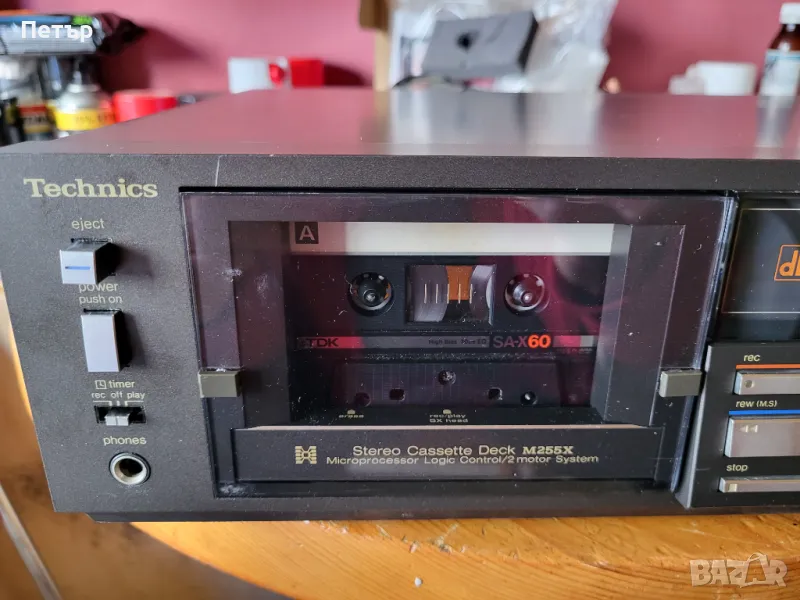 Петър
Technics
eject
power
push on
timer
rec off play
phones
A
TDK
SA-X60
erase
rec/play
SX head
Stereo Cassette Deck M255X
Microprocessor Logic Control/2 motor System
rec
rew (M.S)
stop
BAZAR